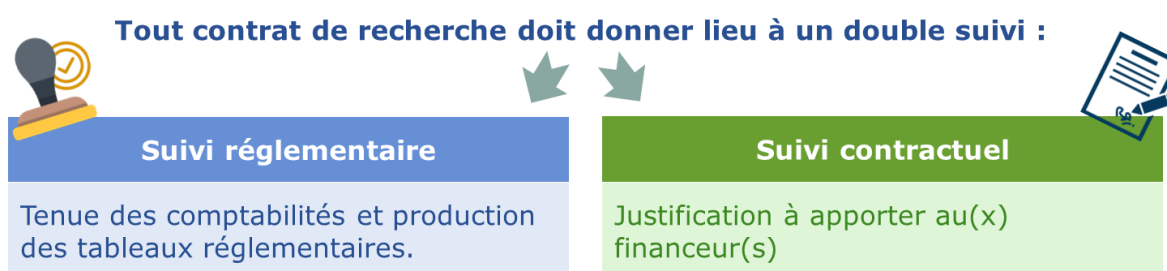 Tout contrat de recherche doit donner lieu à un double suivi :
Suivi réglementaire
Tenue des comptabilités et production
des tableaux réglementaires.
Suivi contractuel
Justification à apporter au(x)
financeur(s)